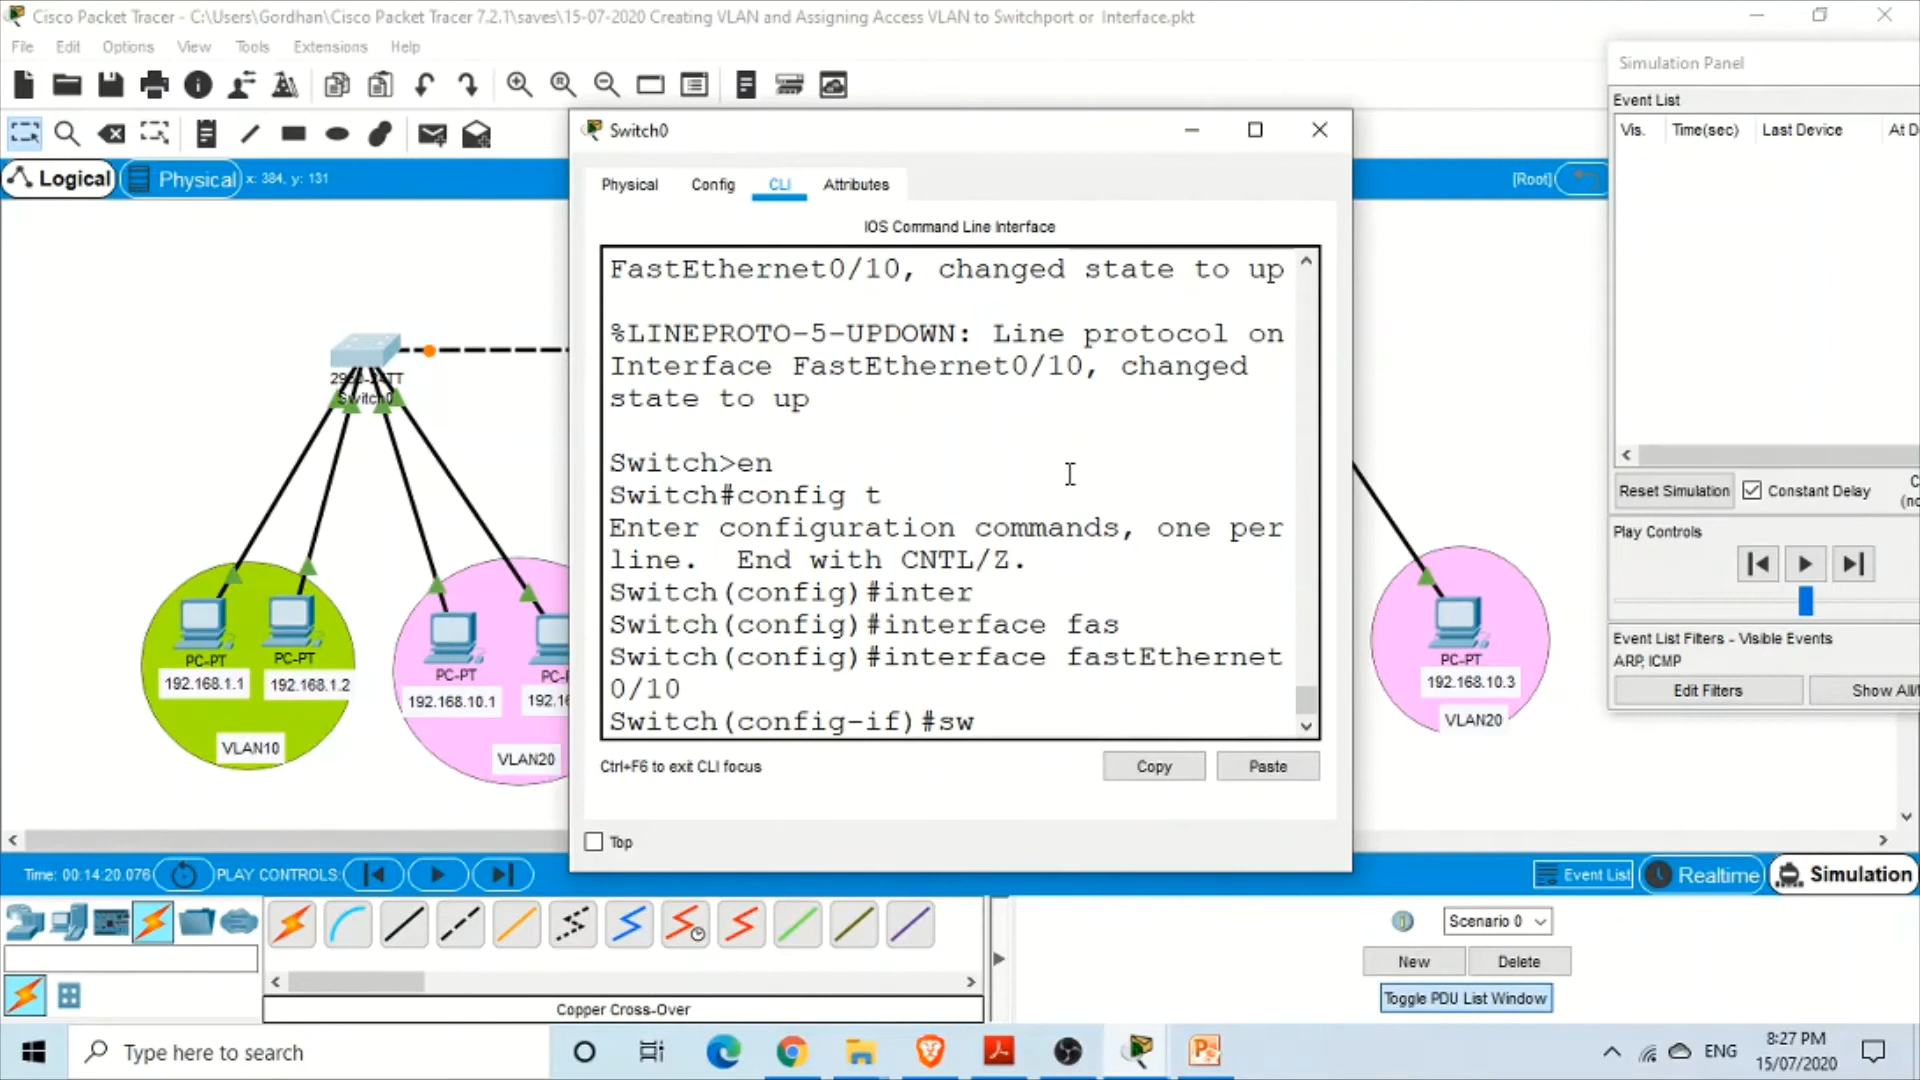 Cisco Packet Tracer - C:\Users\Gordhan\Cisco Packet Tracer 7.2.1\saves\15-07-2020 Creating VLAN and Assigning Access VLAN to Switchport or Interface.pkt
File Edit Options View Tools Extensions Help
Logical Physical x: 384, y: 131
[Root]
2960-24TT
Switch0
PC-PT
192.168.1.1
PC-PT
192.168.1.2
VLAN10
PC-PT
192.168.10.1
VLAN20
Switch0
Physical Config CLI Attributes
IOS Command Line Interface
FastEthernet0/10, changed state to up
%LINEPROTO-5-UPDOWN: Line protocol on
Interface FastEthernet0/10, changed
state to up
Switch>en
Switch#config t
Enter configuration commands, one per
line. End with CNTL/Z.
Switch(config)#inter
Switch(config)#interface fas
Switch(config)#interface fastEthernet
0/10
Switch(config-if)#sw
Ctrl+F6 to exit CLI focus
Copy Paste
Top
PC-PT
192.168.10.3
VLAN20
Simulation Panel
Event List
Vis. Time(sec) Last Device At D
Reset Simulation Constant Delay
Play Controls
Event List Filters - Visible Events
ARP, ICMP
Edit Filters Show All/
Time: 00:14:20.076 PLAY CONTROLS:
Event List Realtime Simulation
Copper Cross-Over
Scenario 0
New Delete
Toggle PDU List Window
Type here to search
ENG
8:27 PM
15/07/2020